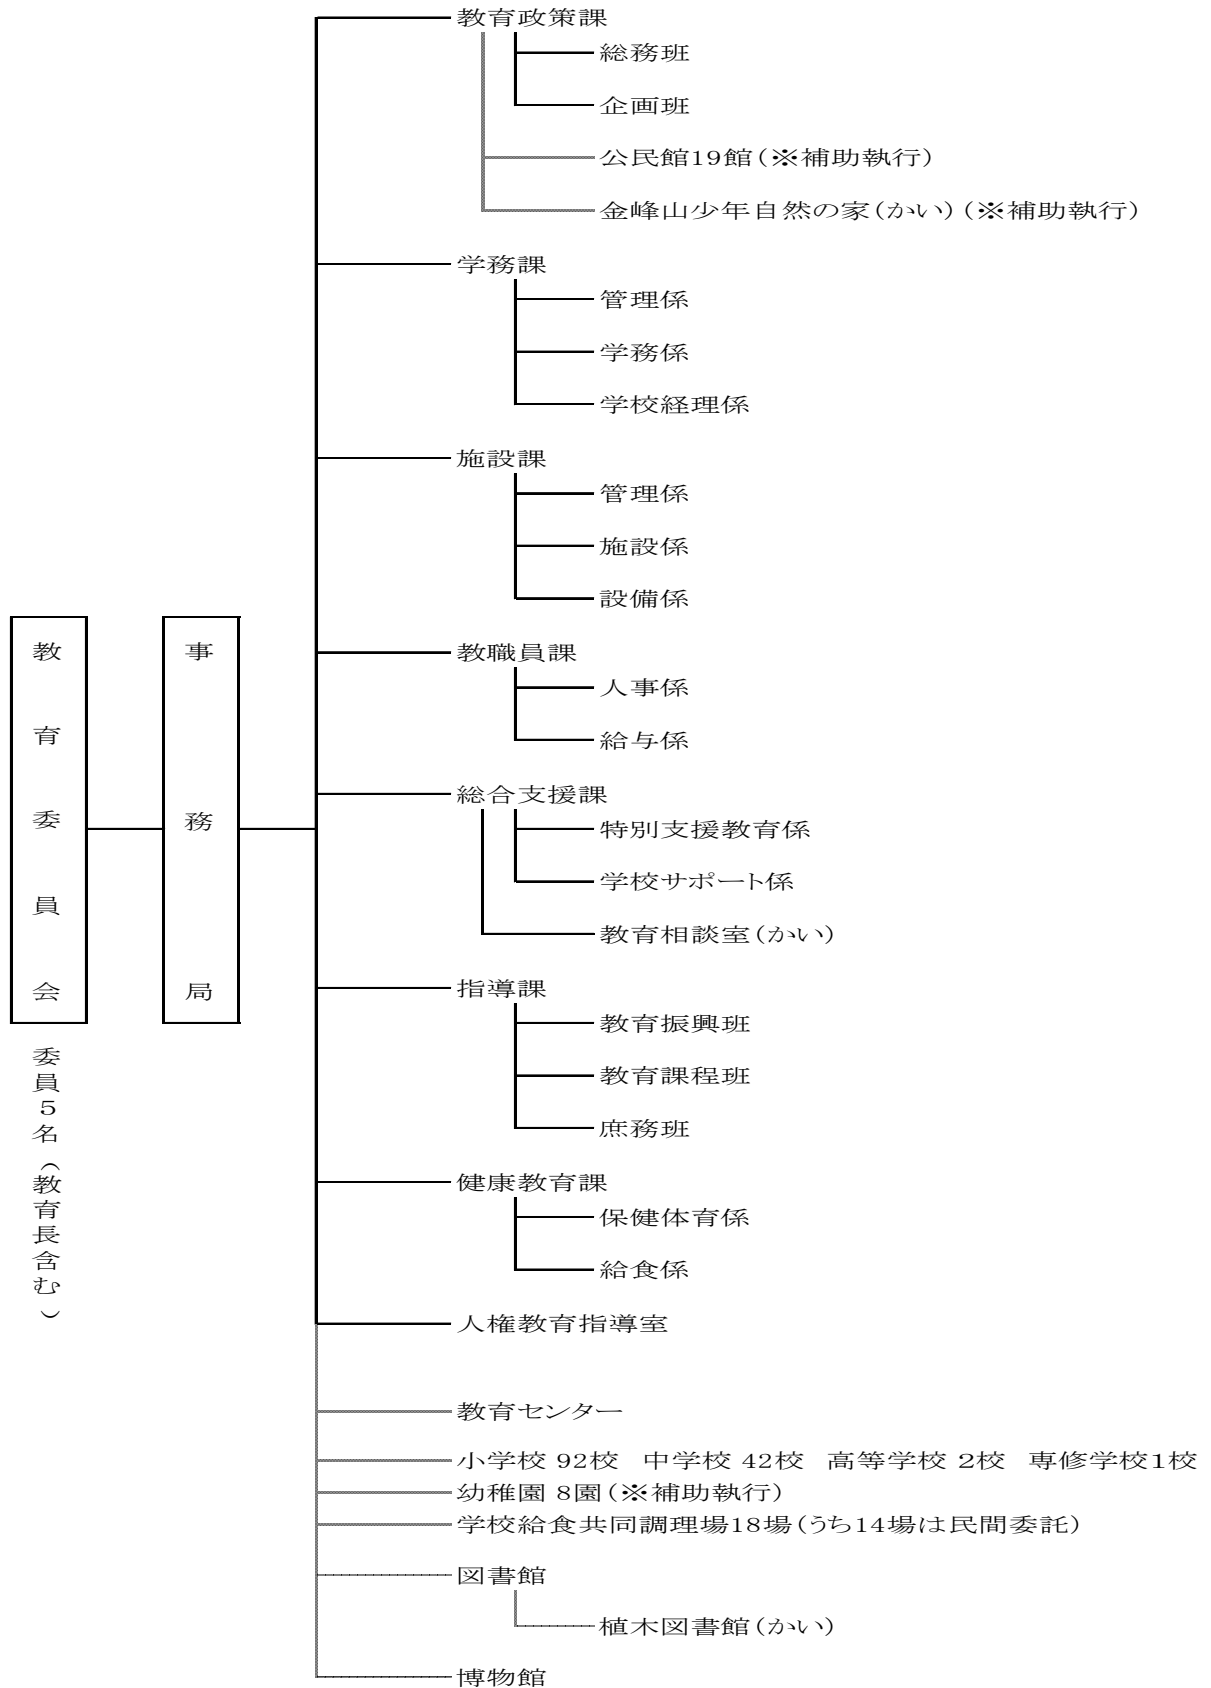 教育政策課
総務班
企画班
公民館19館(※補助執行)
金峰山少年自然の家(かい)(※補助執行)
学務課
管理係
学務係
学校経理係
施設課
管理係
施設係
設備係
教育委員会
事務局
委員5名(教育長含む)
教職員課
人事係
給与係
総合支援課
特別支援教育係
学校サポート係
教育相談室(かい)
指導課
教育振興班
教育課程班
庶務班
健康教育課
保健体育係
給食係
人権教育指導室
教育センター
小学校 92校 中学校 42校 高等学校 2校 専修学校1校
幼稚園 8園(※補助執行)
学校給食共同調理場18場(うち14場は民間委託)
図書館
植木図書館(かい)
博物館